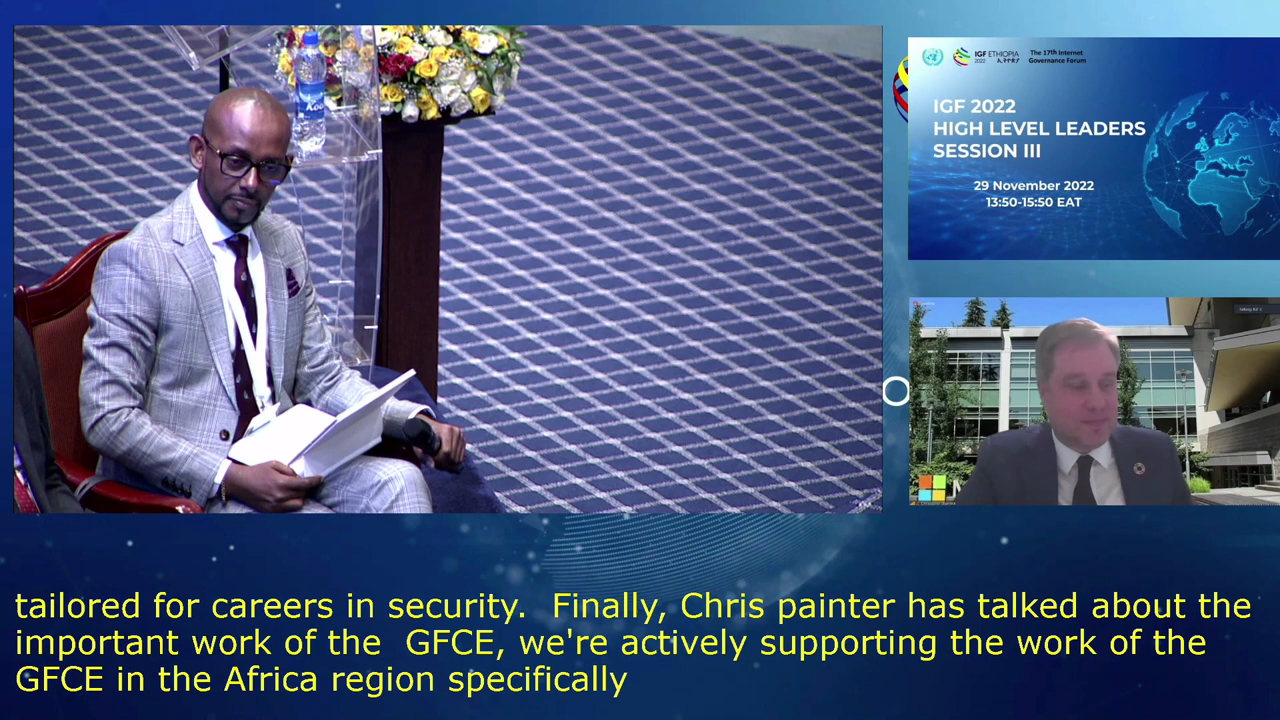 IGF ETHIOPIA
2022 ኢትዮጵያ
The 17th Internet
Governance Forum
IGF 2022
HIGH LEVEL LEADERS
SESSION III
29 November 2022
13:50-15:50 EAT
O
tailored for careers in security.  Finally, Chris painter has talked about the
important work of the  GFCE, we're actively supporting the work of the
GFCE in the Africa region specifically